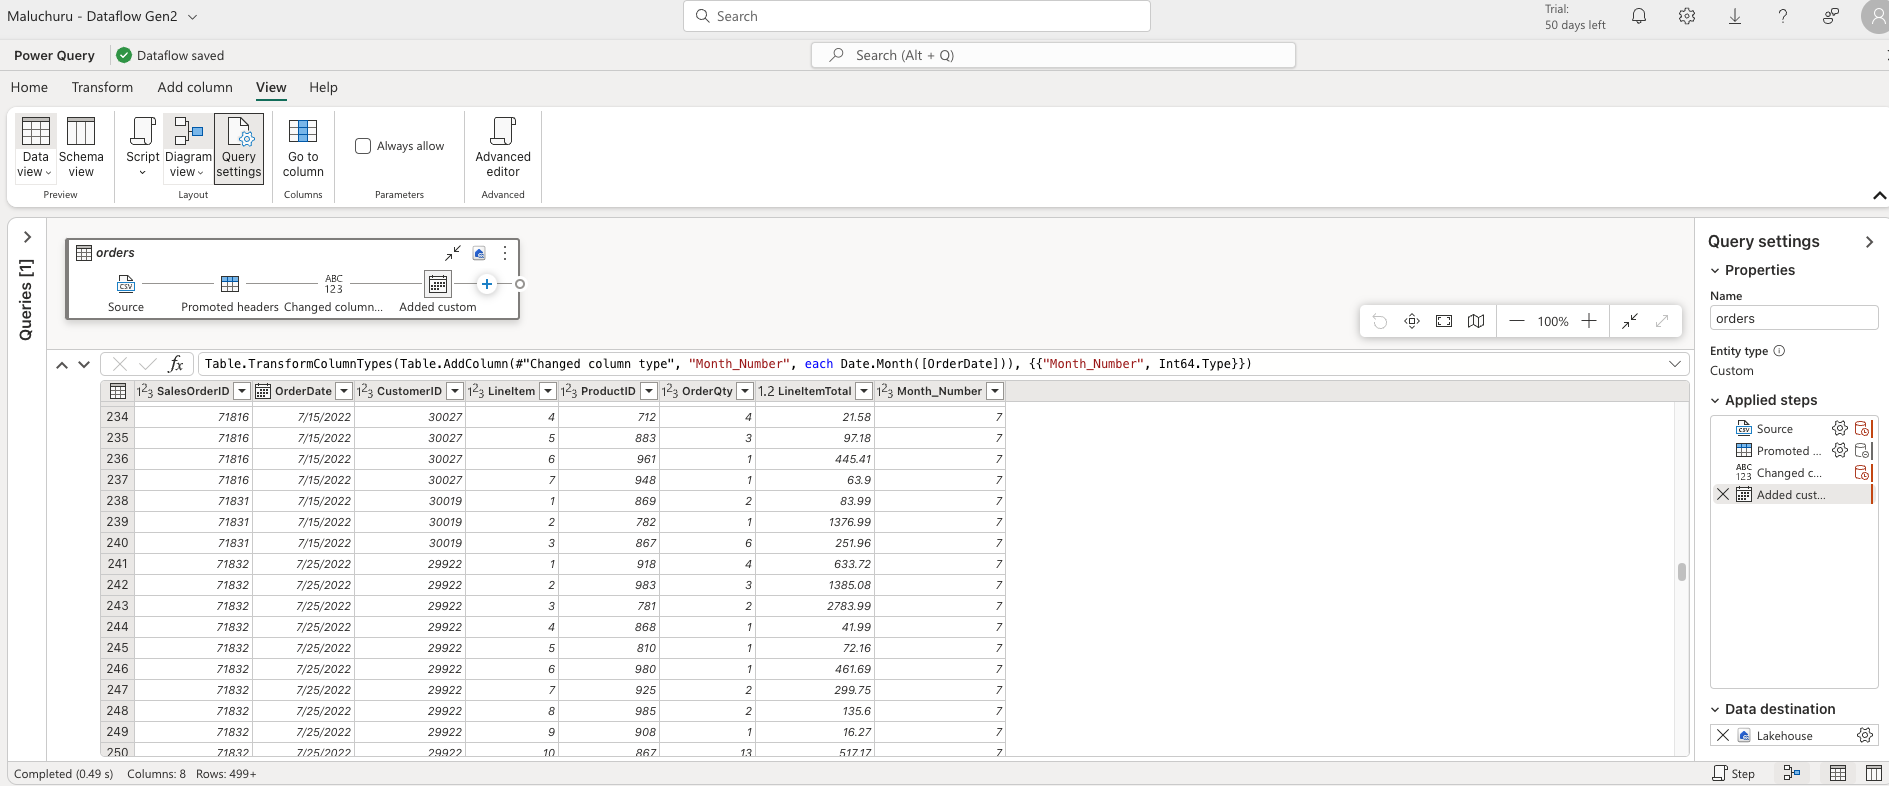 Maluchuru - Dataflow Gen2
Search
Trial:
50 days left
Power Query
Dataflow saved
Search (Alt + Q)
Home Transform Add column View Help
Data view
Schema view
Script
Diagram view
Query settings
Go to column
Always allow
Advanced editor
Preview
Layout
Columns
Parameters
Advanced
Queries [1]
orders
ABC
123
Source Promoted headers Changed column... Added custom
100%
fx Table.TransformColumnTypes(Table.AddColumn(#"Changed column type", "Month_Number", each Date.Month([OrderDate])), {{"Month_Number", Int64.Type}})
1²3 SalesOrderID OrderDate 1²3 CustomerID 1²3 LineItem 1²3 ProductID 1²3 OrderQty 1.2 LineItemTotal 1²3 Month_Number
234 71816 7/15/2022 30027 4 712 4 21.58 7
235 71816 7/15/2022 30027 5 883 3 97.18 7
236 71816 7/15/2022 30027 6 961 1 445.41 7
237 71816 7/15/2022 30027 7 948 1 63.9 7
238 71831 7/15/2022 30019 1 869 2 83.99 7
239 71831 7/15/2022 30019 2 782 1 1376.99 7
240 71831 7/15/2022 30019 3 867 6 251.96 7
241 71832 7/25/2022 29922 1 918 4 633.72 7
242 71832 7/25/2022 29922 2 983 3 1385.08 7
243 71832 7/25/2022 29922 3 781 2 2783.99 7
244 71832 7/25/2022 29922 4 868 1 41.99 7
245 71832 7/25/2022 29922 5 810 1 72.16 7
246 71832 7/25/2022 29922 6 980 1 461.69 7
247 71832 7/25/2022 29922 7 925 2 299.75 7
248 71832 7/25/2022 29922 8 985 2 135.6 7
249 71832 7/25/2022 29922 9 908 1 16.27 7
250 71832 7/25/2022 29922 10 867 13 517.17 7
Query settings
Properties
Name
orders
Entity type
Custom
Applied steps
Source
Promoted ...
ABC
123 Changed c...
Added cust...
Data destination
Lakehouse
Completed (0.49 s) Columns: 8 Rows: 499+
Step